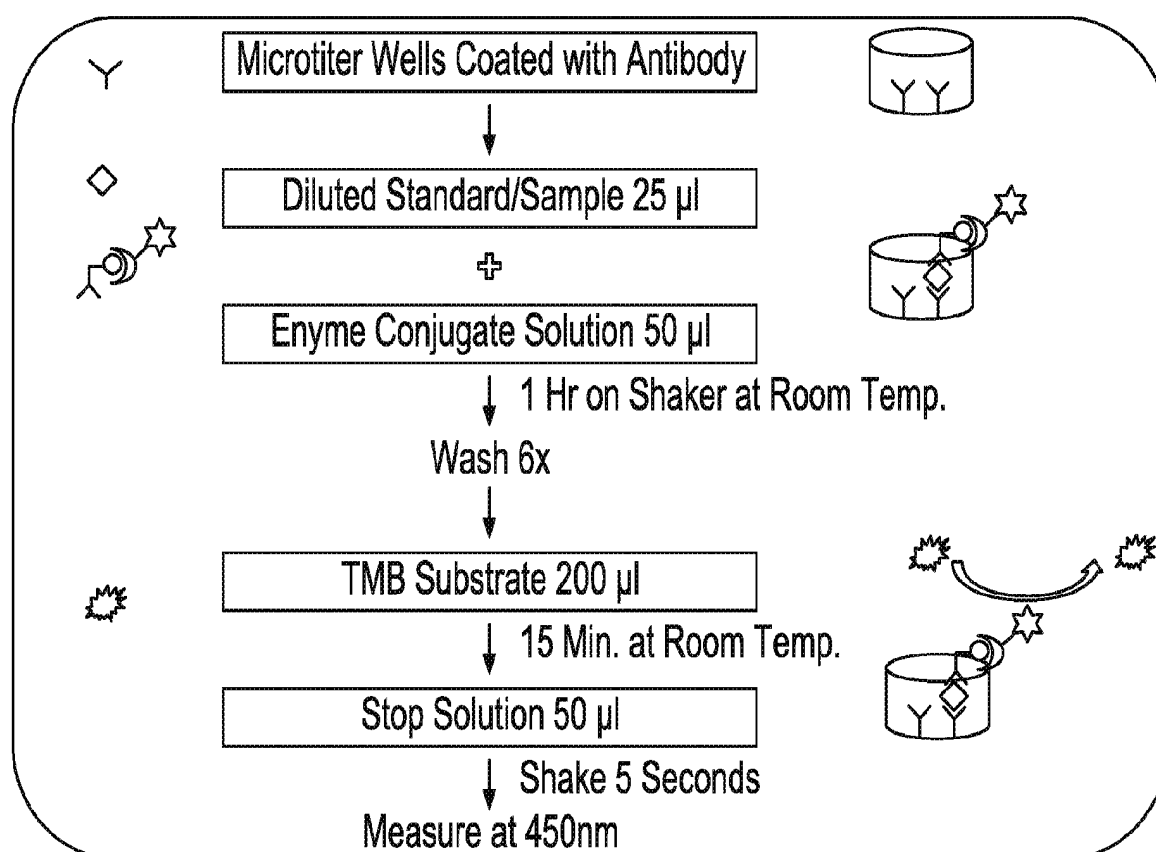 Microtiter Wells Coated with Antibody
Diluted Standard/Sample 25 µl
Enyme Conjugate Solution 50 µl
1 Hr on Shaker at Room Temp.
Wash 6x
TMB Substrate 200 µl
15 Min. at Room Temp.
Stop Solution 50 µl
Shake 5 Seconds
Measure at 450nm